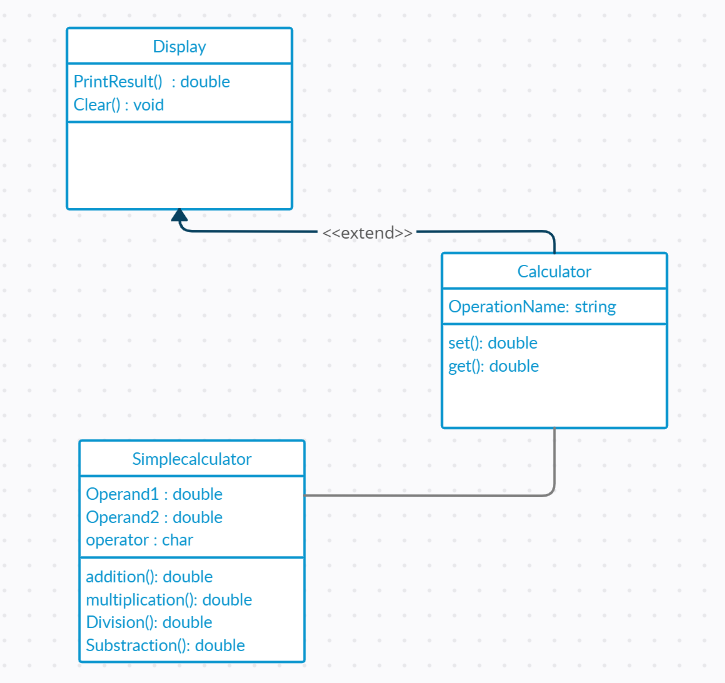 Display
PrintResult() : double
Clear() : void
<<extend>>
Calculator
OperationName: string
set(): double
get(): double
Simplecalculator
Operand1 : double
Operand2 : double
operator : char
addition(): double
multiplication(): double
Division(): double
Substraction(): double